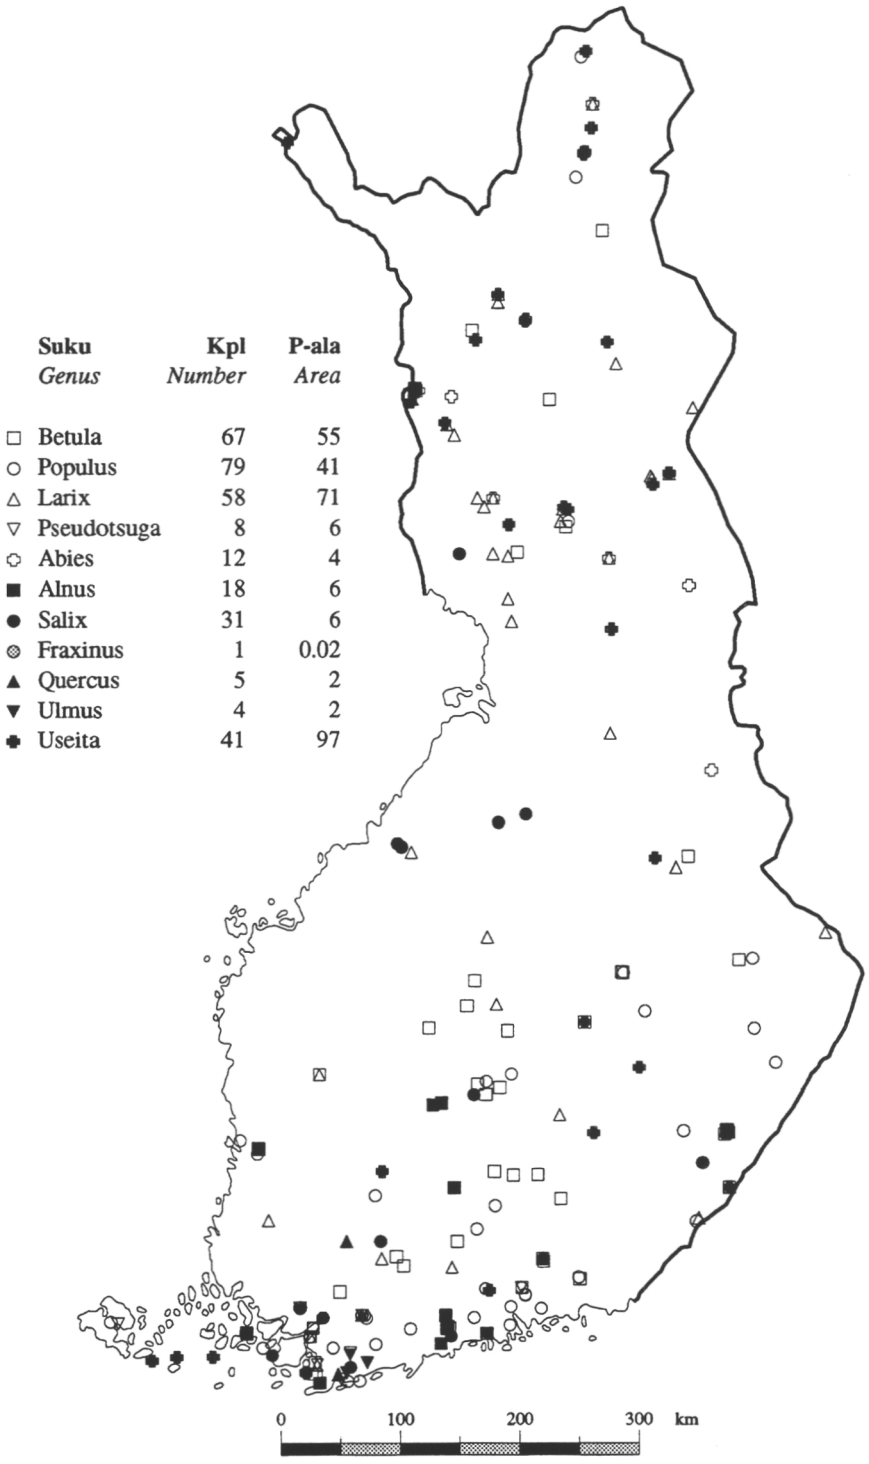 Suku Kpl P-ala
Genus Number Area
Betula 67 55
Populus 79 41
Larix 58 71
Pseudotsuga 8 6
Abies 12 4
Alnus 18 6
Salix 31 6
Fraxinus 1 0.02
Quercus 5 2
Ulmus 4 2
Useita 41 97
0 100 200 300 km